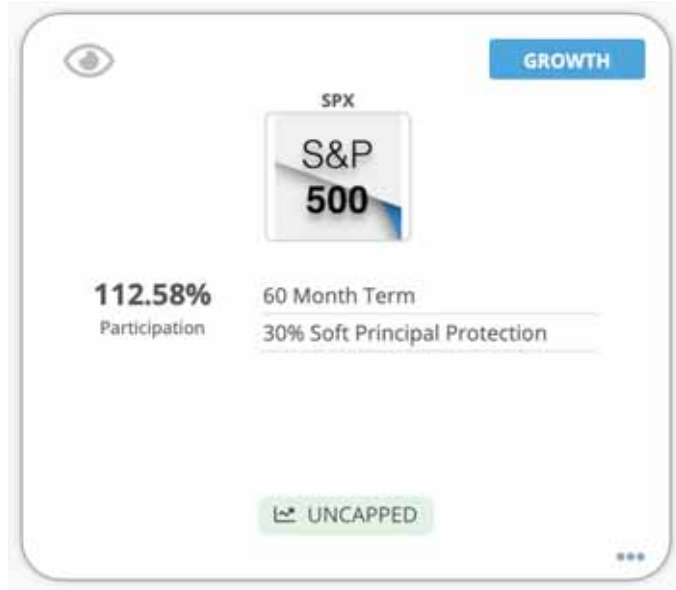 GROWTH
SPX
S&P
500
112.58%
Participation
60 Month Term
30% Soft Principal Protection
UNCAPPED